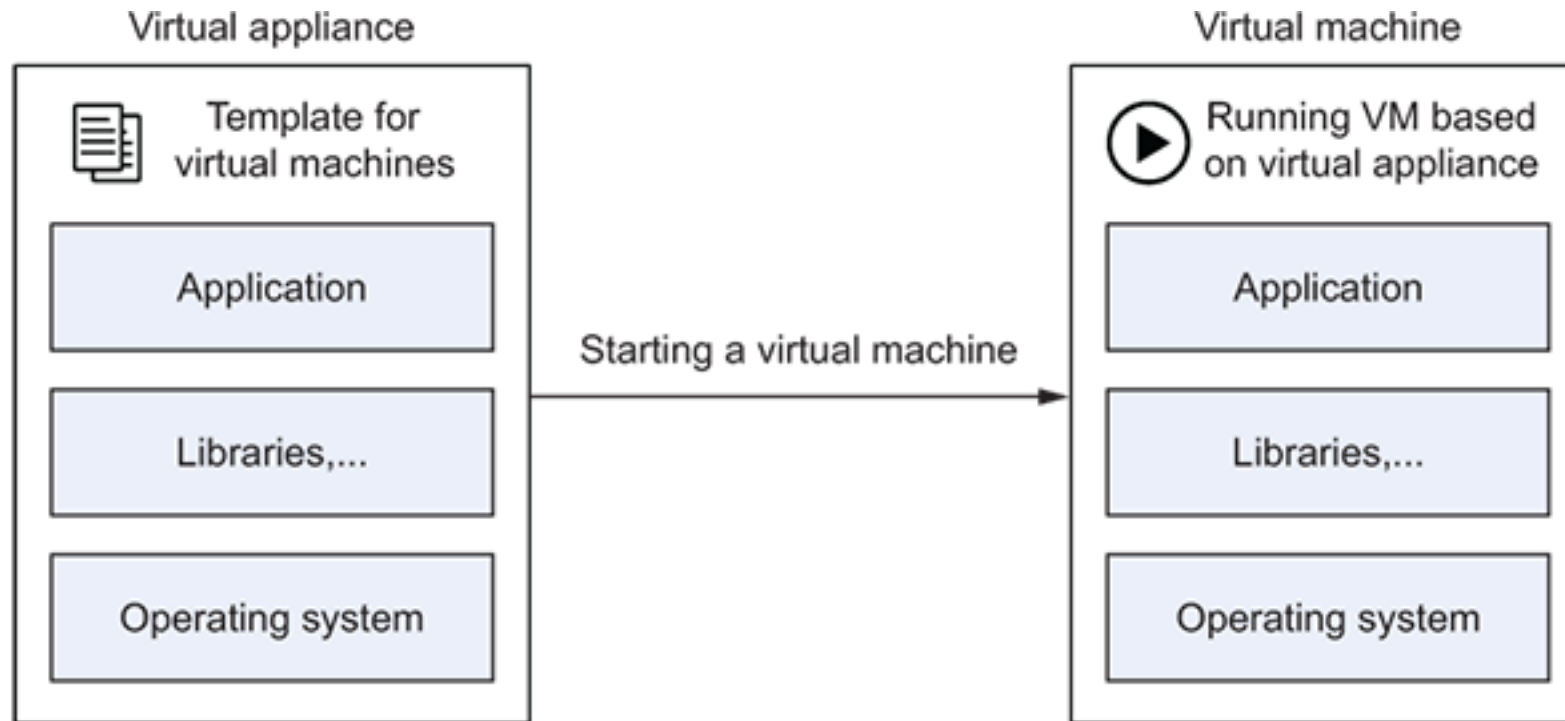 Virtual appliance
Template for
virtual machines
Application
Libraries,...
Operating system
Starting a virtual machine
Virtual machine
Running VM based
on virtual appliance
Application
Libraries,...
Operating system